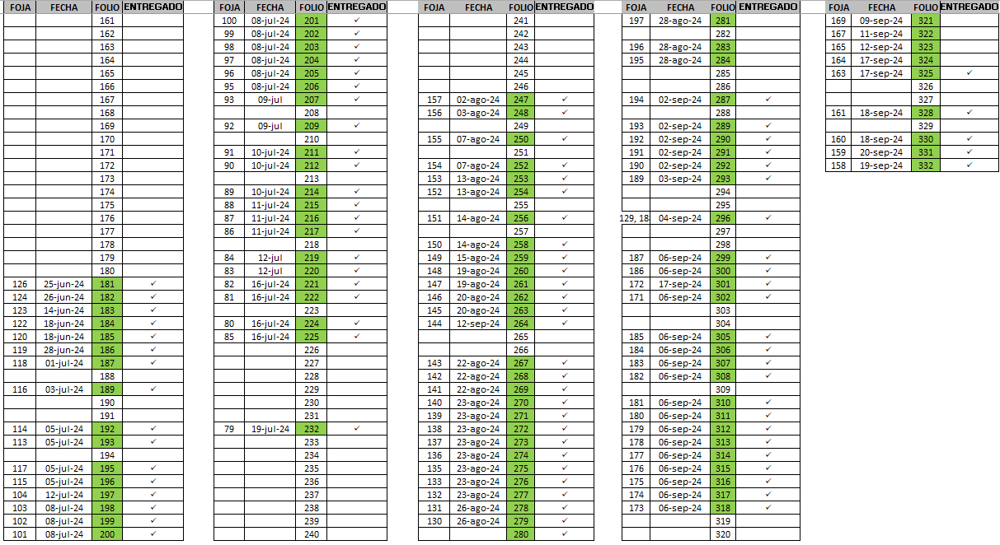 FOJA FECHA FOLIO ENTREGADO
161
162
163
164
165
166
167
168
169
170
171
172
173
174
175
176
177
178
179
180
126 25-jun-24 181 ✓
124 26-jun-24 182 ✓
123 14-jun-24 183 ✓
122 18-jun-24 184 ✓
120 18-jun-24 185 ✓
119 28-jun-24 186 ✓
118 01-jul-24 187 ✓
188
116 03-jul-24 189 ✓
190
191
114 05-jul-24 192 ✓
113 05-jul-24 193 ✓
194
117 05-jul-24 195 ✓
115 05-jul-24 196 ✓
104 12-jul-24 197 ✓
103 08-jul-24 198 ✓
102 08-jul-24 199 ✓
101 08-jul-24 200 ✓
FOJA FECHA FOLIO ENTREGADO
100 08-jul-24 201 ✓
99 08-jul-24 202 ✓
98 08-jul-24 203 ✓
97 08-jul-24 204 ✓
96 08-jul-24 205 ✓
95 08-jul-24 206 ✓
93 09-jul 207 ✓
208
92 09-jul 209 ✓
210
91 10-jul-24 211 ✓
90 10-jul-24 212 ✓
213
89 10-jul-24 214 ✓
88 11-jul-24 215 ✓
87 11-jul-24 216 ✓
86 11-jul-24 217 ✓
218
84 12-jul 219 ✓
83 12-jul 220 ✓
82 16-jul-24 221 ✓
81 16-jul-24 222 ✓
223
80 16-jul-24 224 ✓
85 16-jul-24 225 ✓
226
227
228
229
230
231
79 19-jul-24 232 ✓
233
234
235
236
237
238
239
240
FOJA FECHA FOLIO ENTREGADO
241
242
243
244
245
246
157 02-ago-24 247 ✓
156 03-ago-24 248 ✓
249
155 07-ago-24 250 ✓
251
154 07-ago-24 252 ✓
153 13-ago-24 253 ✓
152 13-ago-24 254 ✓
255
151 14-ago-24 256 ✓
257
150 14-ago-24 258 ✓
149 15-ago-24 259 ✓
148 19-ago-24 260 ✓
147 19-ago-24 261 ✓
146 20-ago-24 262 ✓
145 20-ago-24 263 ✓
144 12-sep-24 264 ✓
265
266
143 22-ago-24 267 ✓
142 22-ago-24 268 ✓
141 22-ago-24 269 ✓
140 23-ago-24 270 ✓
139 23-ago-24 271 ✓
138 23-ago-24 272 ✓
137 23-ago-24 273 ✓
136 23-ago-24 274 ✓
135 23-ago-24 275 ✓
133 23-ago-24 276 ✓
132 23-ago-24 277 ✓
131 26-ago-24 278 ✓
130 26-ago-24 279 ✓
280 ✓
FOJA FECHA FOLIO ENTREGADO
197 28-ago-24 281
282
196 28-ago-24 283
195 28-ago-24 284
285
286
194 02-sep-24 287 ✓
288
193 02-sep-24 289 ✓
192 02-sep-24 290 ✓
191 02-sep-24 291 ✓
190 02-sep-24 292 ✓
189 03-sep-24 293 ✓
294
295
129, 18 04-sep-24 296 ✓
297
298
187 06-sep-24 299 ✓
186 06-sep-24 300 ✓
172 17-sep-24 301 ✓
171 06-sep-24 302 ✓
303
304
185 06-sep-24 305 ✓
184 06-sep-24 306 ✓
183 06-sep-24 307 ✓
182 06-sep-24 308 ✓
309
181 06-sep-24 310 ✓
180 06-sep-24 311 ✓
179 06-sep-24 312 ✓
178 06-sep-24 313 ✓
177 06-sep-24 314 ✓
176 06-sep-24 315 ✓
175 06-sep-24 316 ✓
174 06-sep-24 317 ✓
173 06-sep-24 318 ✓
319
320
FOJA FECHA FOLIO ENTREGADO
169 09-sep-24 321
167 11-sep-24 322
165 12-sep-24 323
164 17-sep-24 324
163 17-sep-24 325 ✓
326
327
161 18-sep-24 328 ✓
329
160 18-sep-24 330 ✓
159 20-sep-24 331 ✓
158 19-sep-24 332 ✓